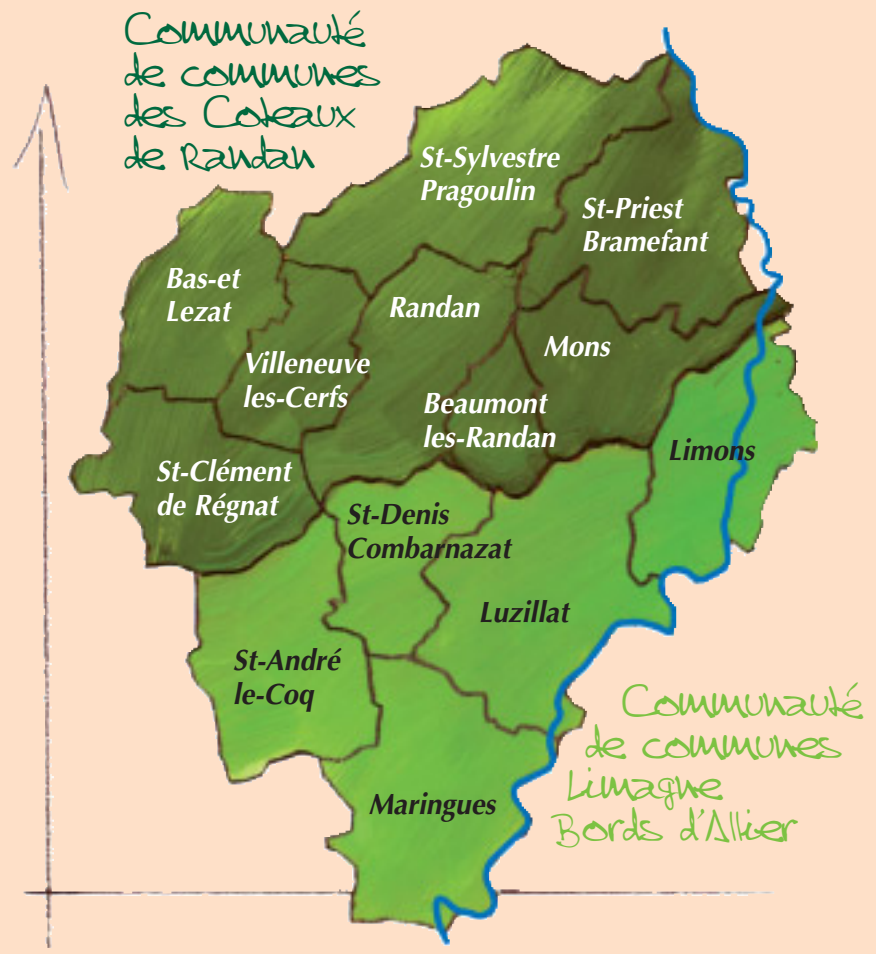 Communauté
de communes
des Coteaux
de Randan
St-Sylvestre
Pragoulin
St-Priest
Bramefant
Bas-et
Lezat
Randan
Mons
Villeneuve
les-Cerfs
Beaumont
les-Randan
Limons
St-Clément
de Régnat
St-Denis
Combarnazat
Luzillat
St-André
le-Coq
Communauté
de communes
Limagne
Bords d'Allier
Maringues